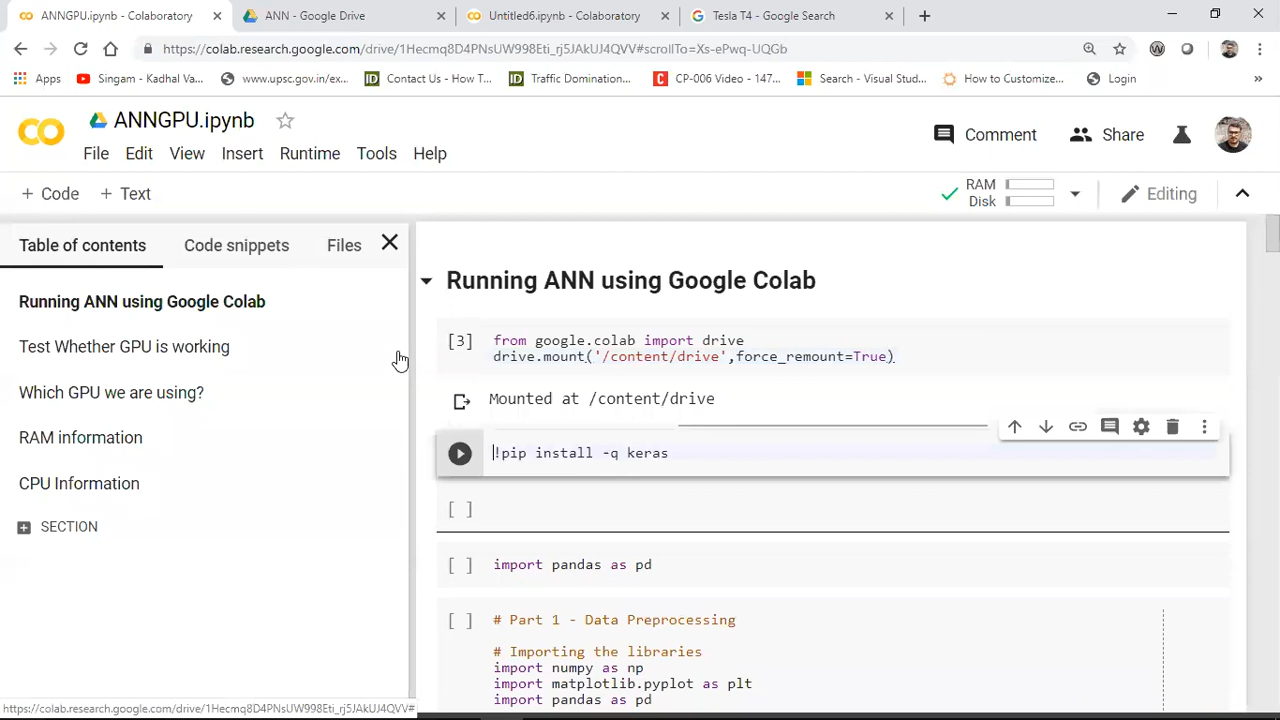 ANNGPU.ipynb - Colaboratory
ANN - Google Drive
Untitled6.ipynb - Colaboratory
Tesla T4 - Google Search
https://colab.research.google.com/drive/1Hecmq8D4PNsUW998Eti_rj5JAkUJ4QVV#scrollTo=Xs-ePwq-UQGb
Apps
Singam - Kadhal Va...
www.upsc.gov.in/ex...
Contact Us - How T...
Traffic Domination...
CP-006 Video - 147...
Search - Visual Stud...
How to Customize...
Login
»
ANNGPU.ipynb
Comment
Share
File Edit View Insert Runtime Tools Help
+ Code + Text
RAM
Disk
Editing
Table of contents
Code snippets
Files
Running ANN using Google Colab
Test Whether GPU is working
Which GPU we are using?
RAM information
CPU Information
SECTION
Running ANN using Google Colab
[3] from google.colab import drive
drive.mount('/content/drive',force_remount=True)
Mounted at /content/drive
!pip install -q keras
[ ]
[ ] import pandas as pd
[ ] # Part 1 - Data Preprocessing
# Importing the libraries
import numpy as np
import matplotlib.pyplot as plt
import pandas as pd
https://colab.research.google.com/drive/1Hecmq8D4PNsUW998Eti_rj5JAkUJ4QVV#